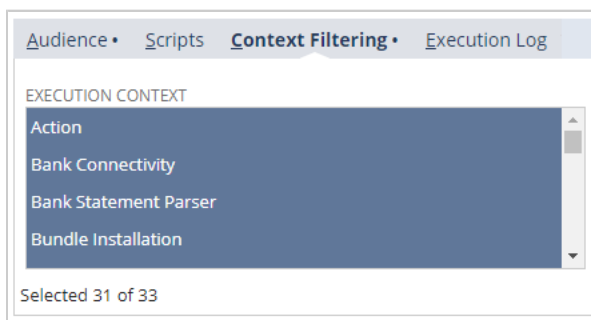 Audience • Scripts Context Filtering • Execution Log
EXECUTION CONTEXT
Action
Bank Connectivity
Bank Statement Parser
Bundle Installation
Selected 31 of 33